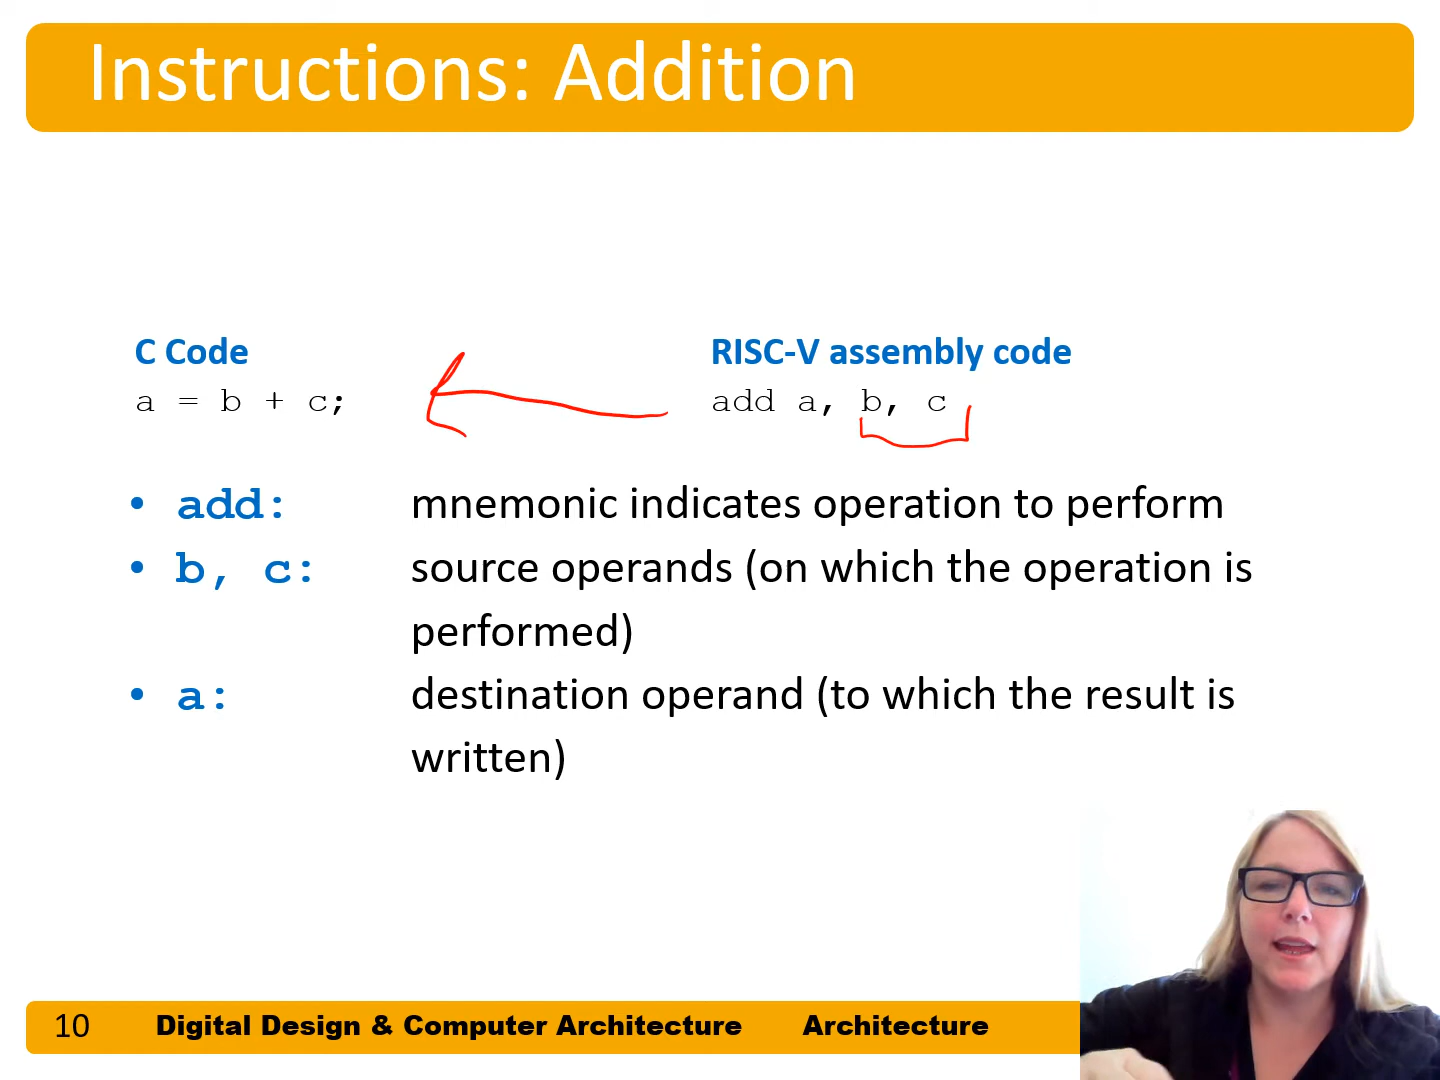 Instructions: Addition
C Code
a = b + c;
RISC-V assembly code
add a, b, c
• add: mnemonic indicates operation to perform
• b, c: source operands (on which the operation is
performed)
• a: destination operand (to which the result is
written)
10 Digital Design & Computer Architecture Architecture